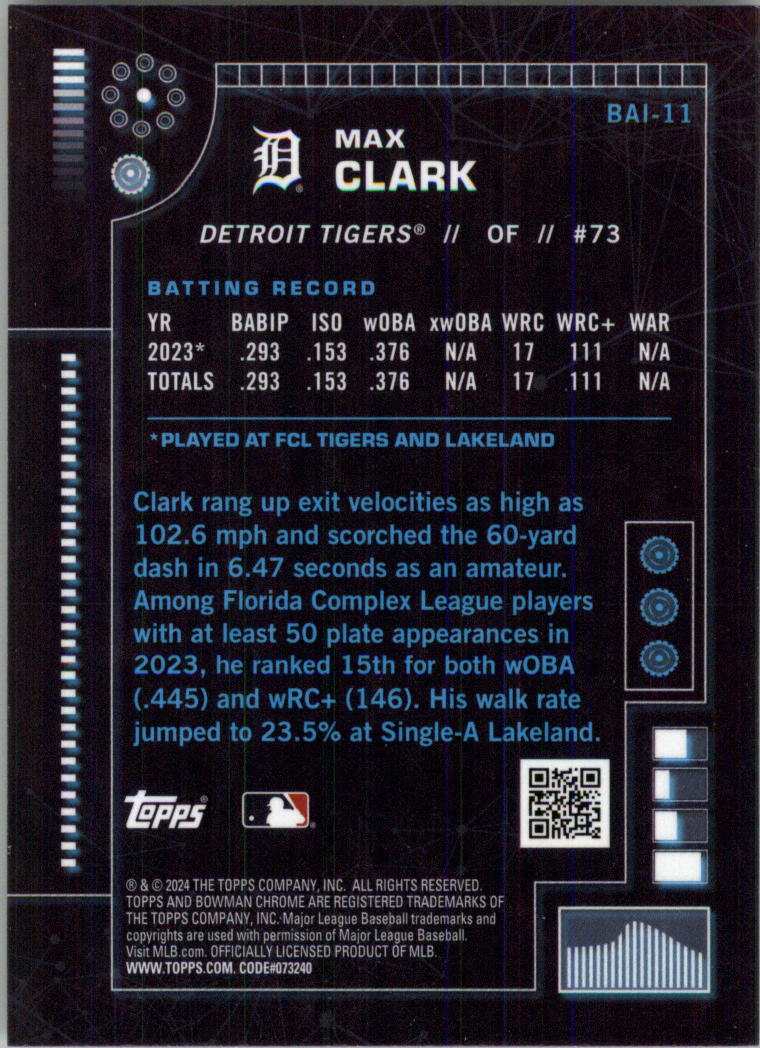 BAI-11
D
MAX
CLARK
DETROIT TIGERS® // OF // #73
BATTING RECORD
YR BABIP ISO wOBA xwOBA WRC WRC+ WAR
2023* .293 .153 .376 N/A 17 111 N/A
TOTALS .293 .153 .376 N/A 17 111 N/A
*PLAYED AT FCL TIGERS AND LAKELAND
Clark rang up exit velocities as high as
102.6 mph and scorched the 60-yard
dash in 6.47 seconds as an amateur.
Among Florida Complex League players
with at least 50 plate appearances in
2023, he ranked 15th for both wOBA
(.445) and wRC+ (146). His walk rate
jumped to 23.5% at Single-A Lakeland.
topps®
® & © 2024 THE TOPPS COMPANY, INC. ALL RIGHTS RESERVED.
TOPPS AND BOWMAN CHROME ARE REGISTERED TRADEMARKS OF
THE TOPPS COMPANY, INC. Major League Baseball trademarks and
copyrights are used with permission of Major League Baseball.
Visit MLB.com. OFFICIALLY LICENSED PRODUCT OF MLB.
WWW.TOPPS.COM. CODE#073240